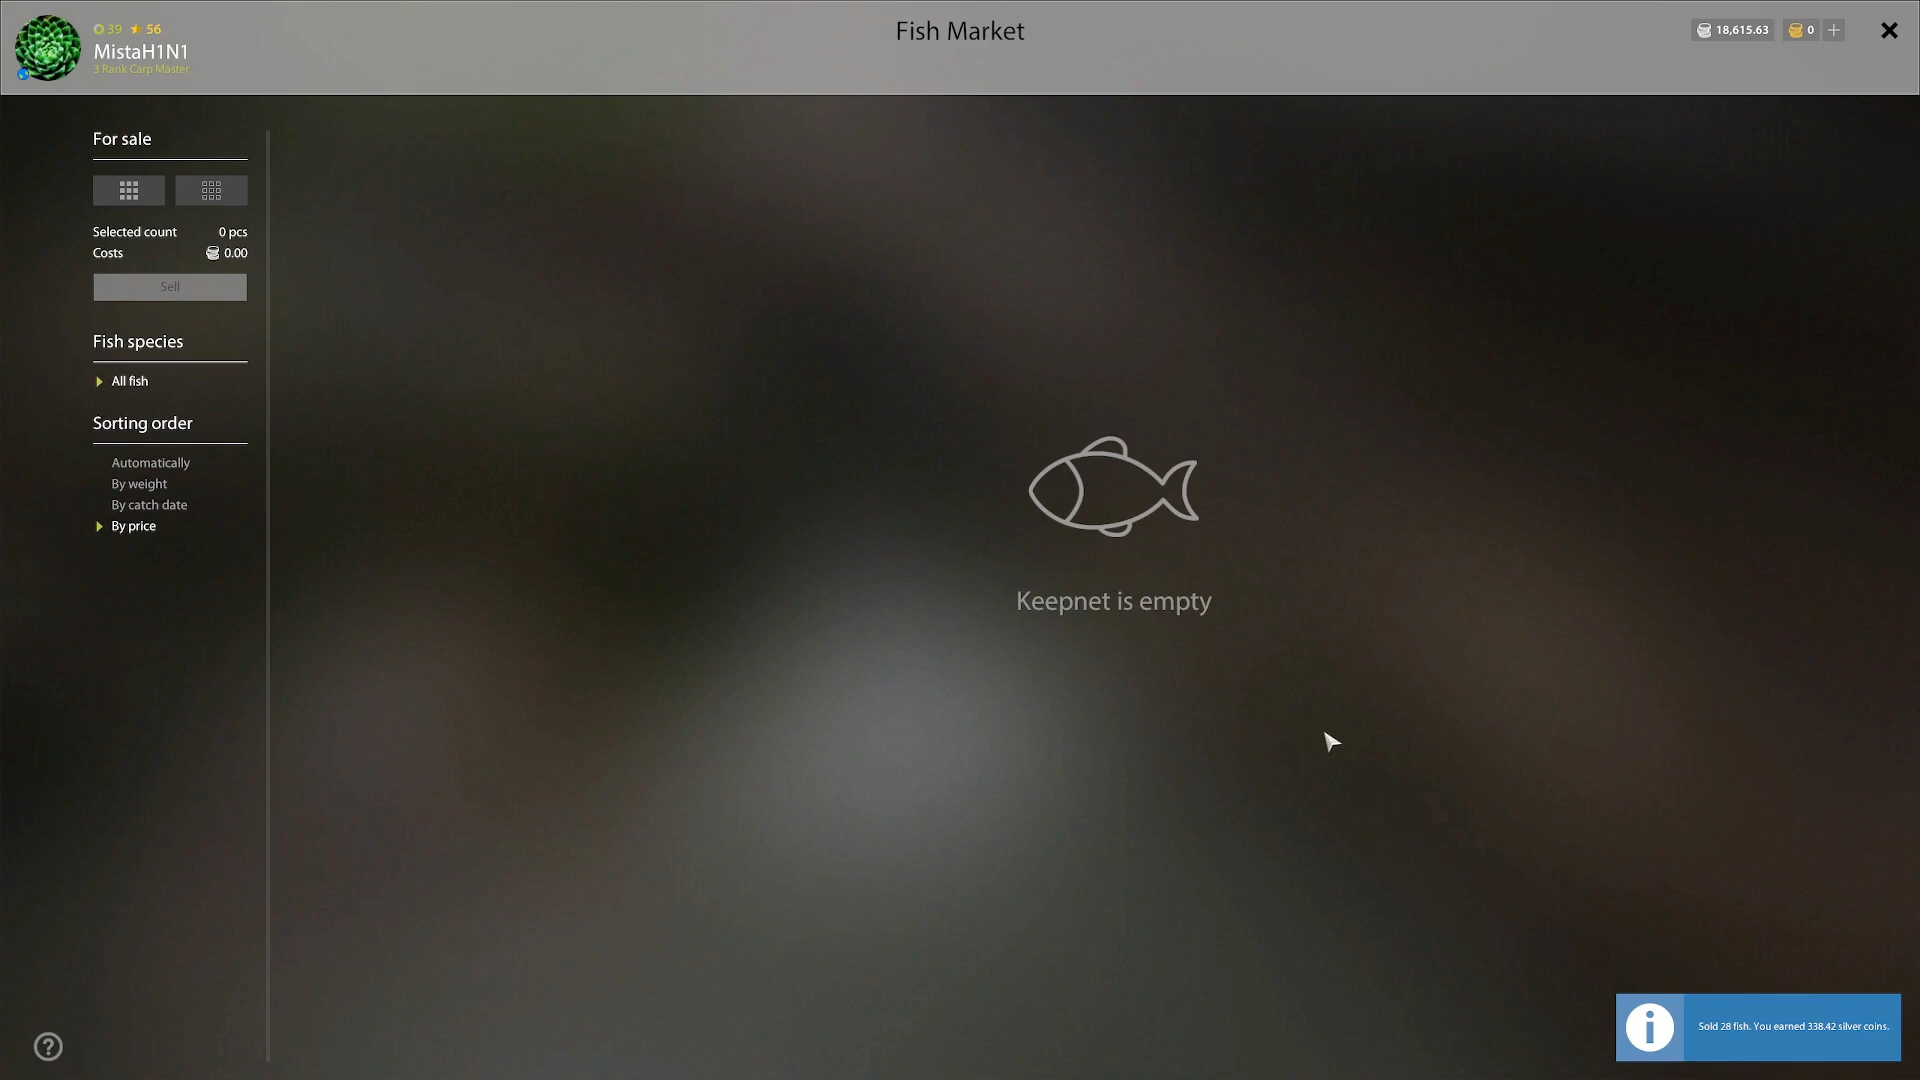 39 56
MistaH1N1
3 Rank Carp Master
Fish Market
18,615.63
0
For sale
Selected count 0 pcs
Costs 0.00
Sell
Fish species
All fish
Sorting order
Automatically
By weight
By catch date
By price
Keepnet is empty
Sold 28 fish. You earned 338.42 silver coins.